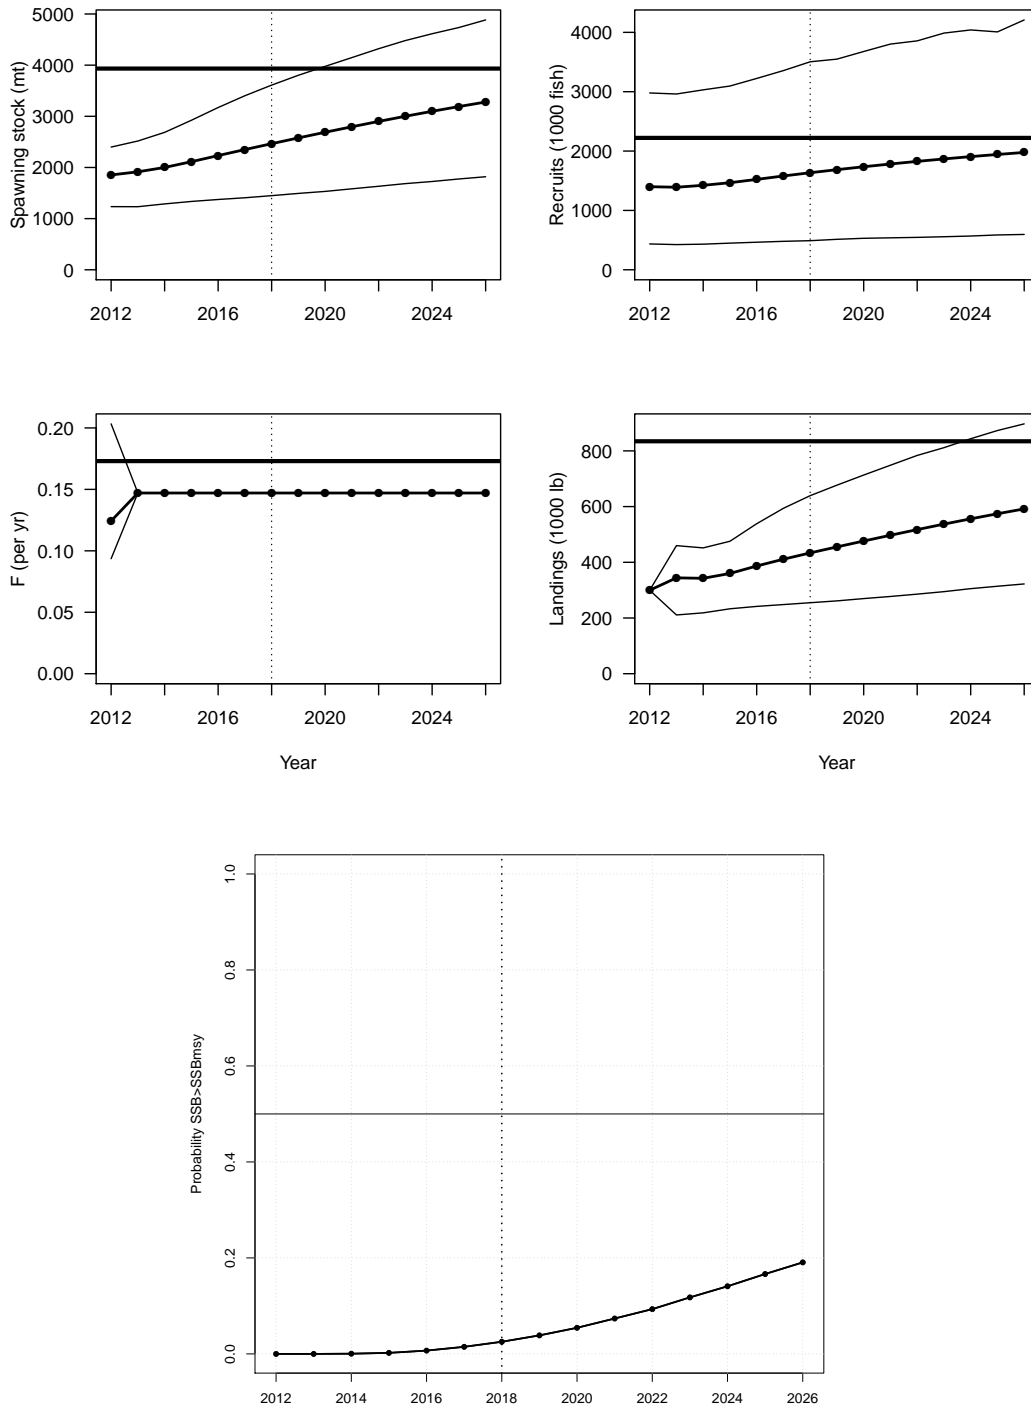 Spawning stock (mt)
5000
4000
3000
2000
1000
0
2012 2016 2020 2024
Recruits (1000 fish)
4000
3000
2000
1000
0
2012 2016 2020 2024
F (per yr)
0.20
0.15
0.10
0.05
0.00
2012 2016 2020 2024
Year
Landings (1000 lb)
800
600
400
200
0
2012 2016 2020 2024
Year
Probability SSB>SSBmsy
1.0
0.8
0.6
0.4
0.2
0.0
2012 2014 2016 2018 2020 2022 2024 2026